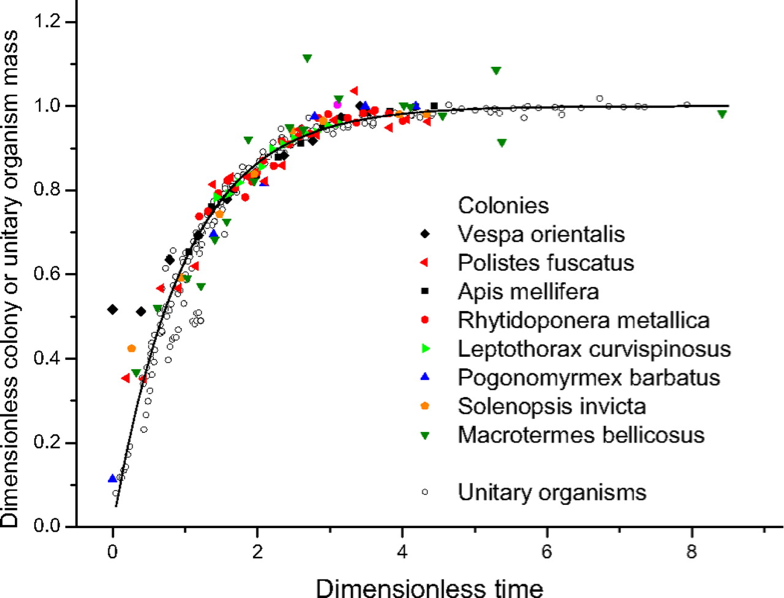 Dimensionless colony or unitary organism mass
1.2
1.0
0.8
0.6
0.4
0.2
0.0
Colonies
Vespa orientalis
Polistes fuscatus
Apis mellifera
Rhytidoponera metallica
Leptothorax curvispinosus
Pogonomyrmex barbatus
Solenopsis invicta
Macrotermes bellicosus
Unitary organisms
0 2 4 6 8
Dimensionless time